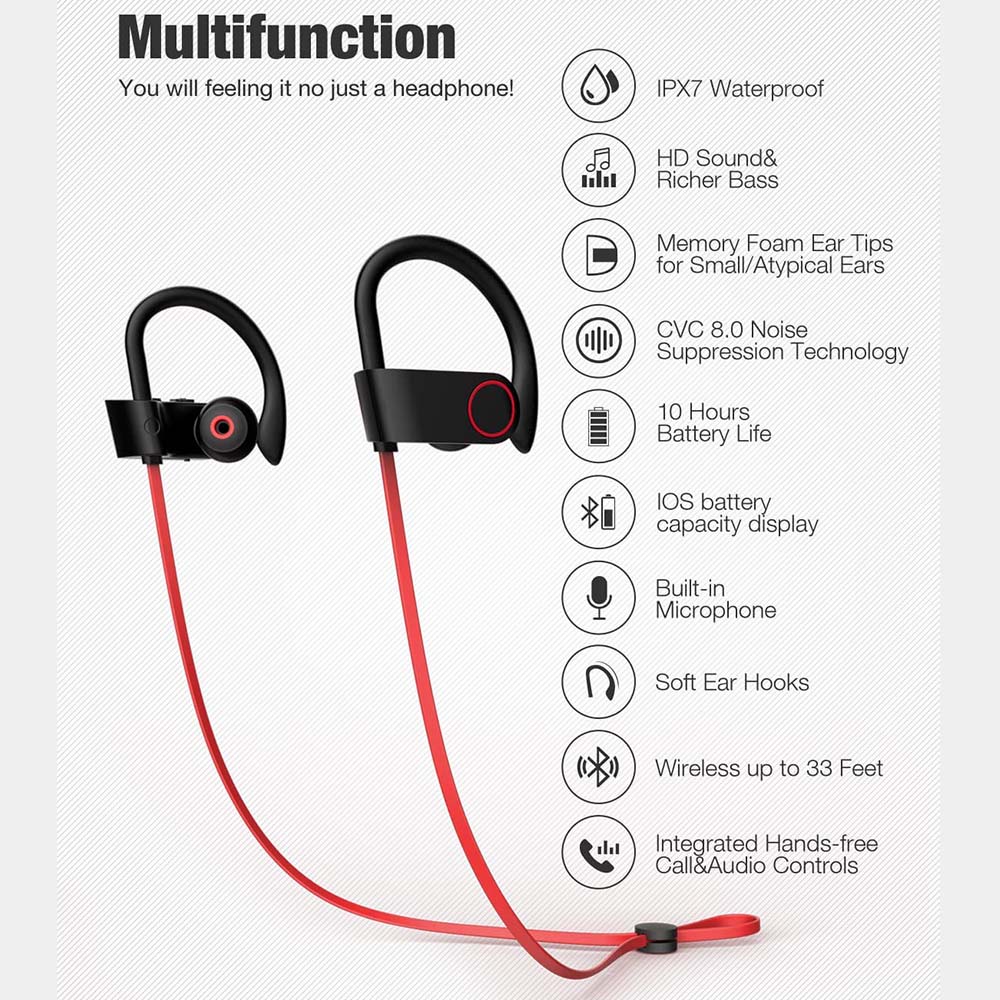 Multifunction
You will feeling it no just a headphone!
IPX7 Waterproof
HD Sound&
Richer Bass
Memory Foam Ear Tips
for Small/Atypical Ears
CVC 8.0 Noise
Suppression Technology
10 Hours
Battery Life
IOS battery
capacity display
Built-in
Microphone
Soft Ear Hooks
Wireless up to 33 Feet
Integrated Hands-free
Call&Audio Controls